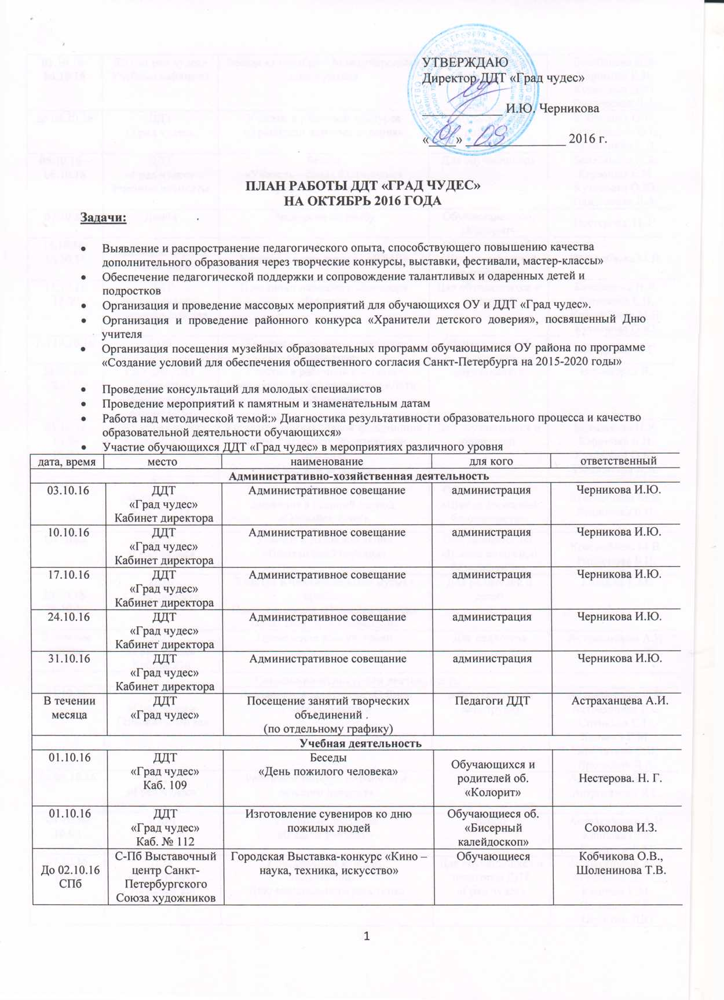 УТВЕРЖДАЮ
Директор ДДТ «Град чудес»
____________ И.Ю. Черникова
«01» 09 2016 г.
ПЛАН РАБОТЫ ДДТ «ГРАД ЧУДЕС»
НА ОКТЯБРЬ 2016 ГОДА
Задачи:
• Выявление и распространение педагогического опыта, способствующего повышению качества
дополнительного образования через творческие конкурсы, выставки, фестивали, мастер-классы»
• Обеспечение педагогической поддержки и сопровождение талантливых и одаренных детей и
подростков
• Организация и проведение массовых мероприятий для обучающихся ОУ и ДДТ «Град чудес».
• Организация и проведение районного конкурса «Хранители детского доверия», посвященный Дню
учителя
• Организация посещения музейных образовательных программ обучающимися ОУ района по программе
«Создание условий для обеспечения общественного согласия Санкт-Петербурга на 2015-2020 годы»
• Проведение консультаций для молодых специалистов
• Проведение мероприятий к памятным и знаменательным датам
• Работа над методической темой:» Диагностика результативности образовательного процесса и качество
образовательной деятельности обучающихся»
• Участие обучающихся ДДТ «Град чудес» в мероприятиях различного уровня
дата, время место наименование для кого ответственный
Административно-хозяйственная деятельность
03.10.16 ДДТ Административное совещание администрация Черникова И.Ю.
«Град чудес»
Кабинет директора
10.10.16 ДДТ Административное совещание администрация Черникова И.Ю.
«Град чудес»
Кабинет директора
17.10.16 ДДТ Административное совещание администрация Черникова И.Ю.
«Град чудес»
Кабинет директора
24.10.16 ДДТ Административное совещание администрация Черникова И.Ю.
«Град чудес»
Кабинет директора
31.10.16 ДДТ Административное совещание администрация Черникова И.Ю.
«Град чудес»
Кабинет директора
В течении ДДТ Посещение занятий творческих Педагоги ДДТ Астраханцева А.И.
месяца «Град чудес» объединений .
(по отдельному графику)
Учебная деятельность
01.10.16 ДДТ Беседы
«Град чудес» «День пожилого человека» Обучающихся и
Каб. 109 родителей об. Нестерова. Н. Г.
«Колорит»
01.10.16 ДДТ Изготовление сувениров ко дню Обучающиеся об.
«Град чудес» пожилых людей «Бисерный Соколова И.З.
Каб. № 112 калейдоскоп»
С-Пб Выставочный Городская Выставка-конкурс «Кино – Обучающиеся Кобчикова О.В.,
До 02.10.16 центр Санкт- наука, техника, искусство» Шоленинова Т.В.
СПб Петербургского
Союза художников
1